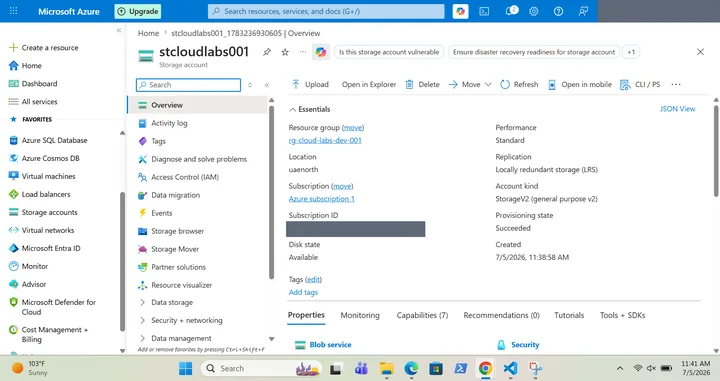 Microsoft Azure
Upgrade
Search resources, services, and docs (G+/)
2
Create a resource
Home
Dashboard
All services
FAVORITES
Azure SQL Database
Azure Cosmos DB
Virtual machines
Load balancers
Storage accounts
Virtual networks
Microsoft Entra ID
Monitor
Advisor
Microsoft Defender for
Cloud
Cost Management +
Billing
Home > stcloudlabs001_1783236930605 | Overview >
stcloudlabs001
Storage account
Is this storage account vulnerable
Ensure disaster recovery readiness for storage account
+1
Search
Overview
Activity log
Tags
Diagnose and solve problems
Access Control (IAM)
Data migration
Events
Storage browser
Storage Mover
Partner solutions
Resource visualizer
Data storage
Security + networking
Data management
Add or remove favorites by pressing Ctrl+Shift+F
Upload
Open in Explorer
Delete
Move
Refresh
Open in mobile
CLI / PS
Essentials
JSON View
Resource group (move)
rg-cloud-labs-dev-001
Location
uaenorth
Subscription (move)
Azure subscription 1
Subscription ID
Disk state
Available
Tags (edit)
Add tags
Performance
Standard
Replication
Locally redundant storage (LRS)
Account kind
StorageV2 (general purpose v2)
Provisioning state
Succeeded
Created
7/5/2026, 11:38:58 AM
Properties
Monitoring
Capabilities (7)
Recommendations (0)
Tutorials
Tools + SDKs
Blob service
Security
103°F
Sunny
Search
11:41 AM
7/5/2026